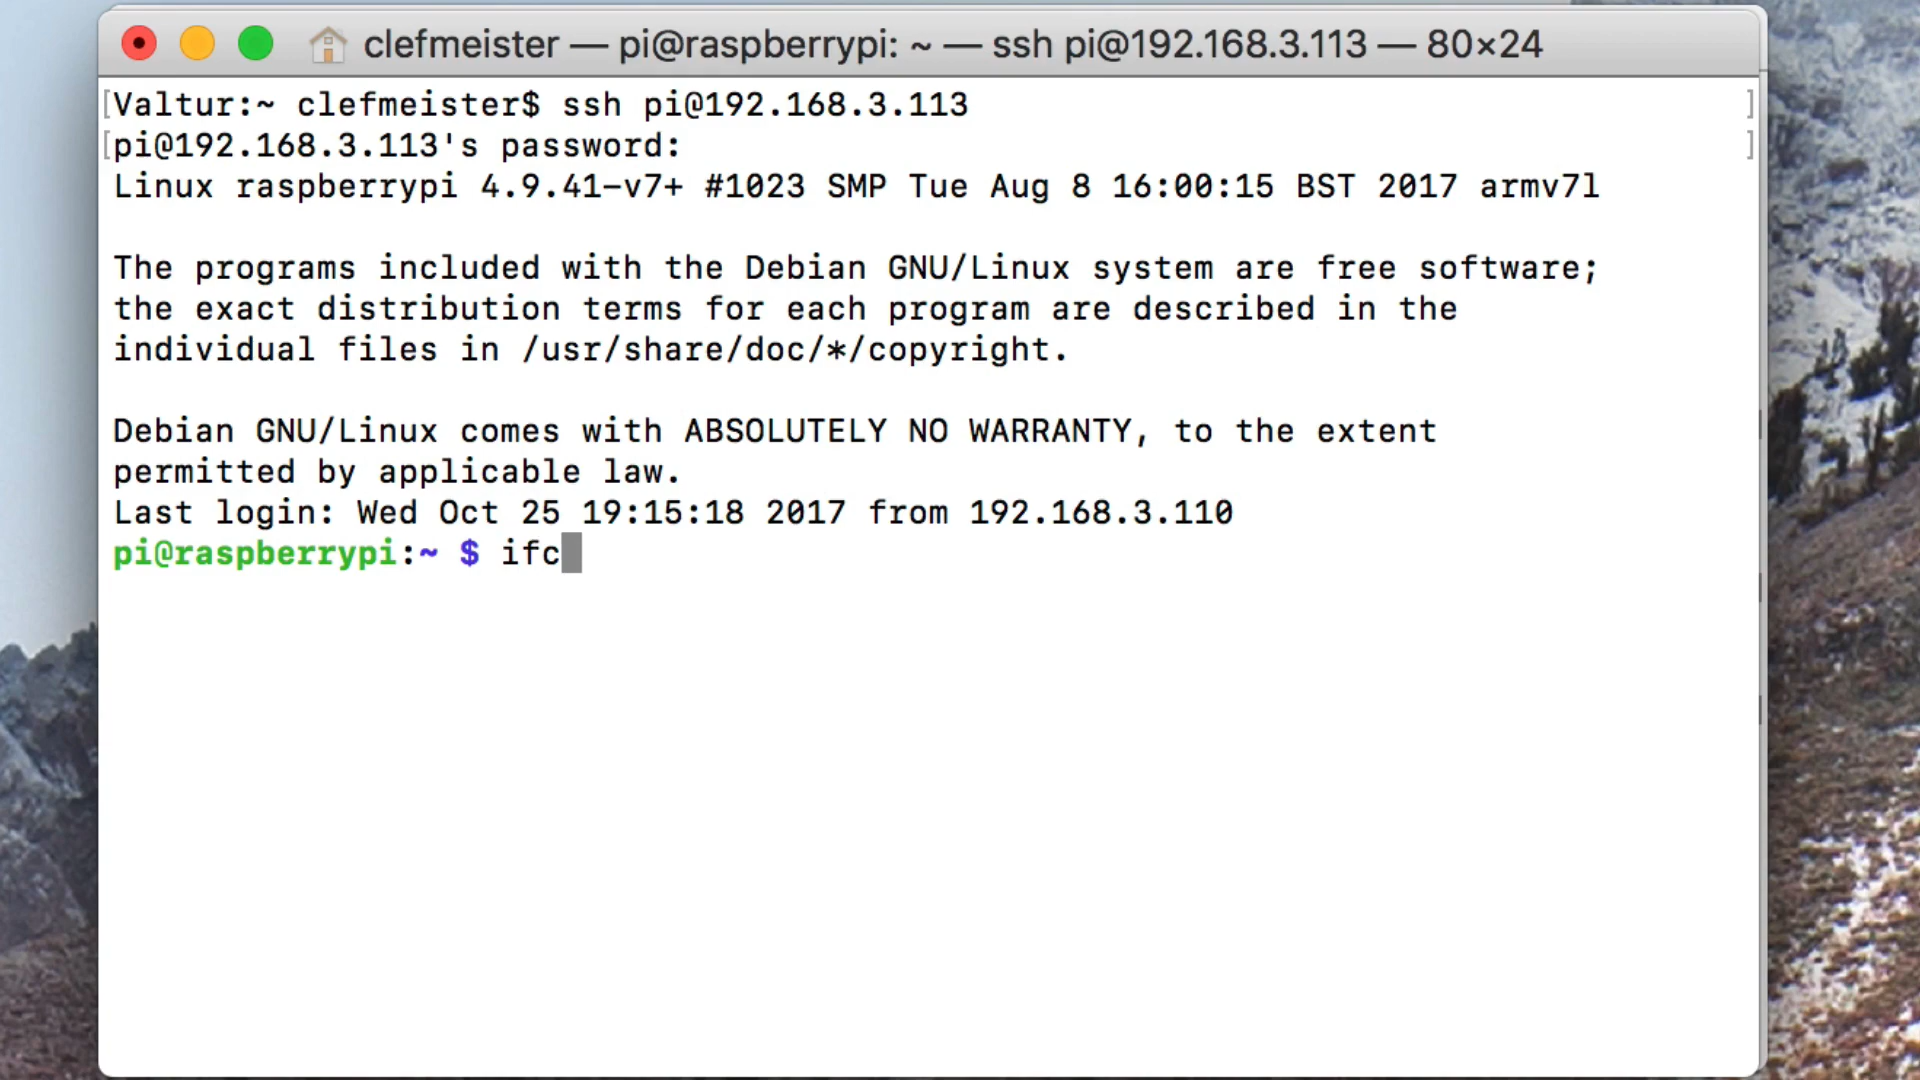 clefmeister — pi@raspberrypi: ~ — ssh pi@192.168.3.113 — 80×24
[Valtur:~ clefmeister$ ssh pi@192.168.3.113 ]
[pi@192.168.3.113's password: ]
Linux raspberrypi 4.9.41-v7+ #1023 SMP Tue Aug 8 16:00:15 BST 2017 armv7l
The programs included with the Debian GNU/Linux system are free software;
the exact distribution terms for each program are described in the
individual files in /usr/share/doc/*/copyright.
Debian GNU/Linux comes with ABSOLUTELY NO WARRANTY, to the extent
permitted by applicable law.
Last login: Wed Oct 25 19:15:18 2017 from 192.168.3.110
pi@raspberrypi:~ $ ifc